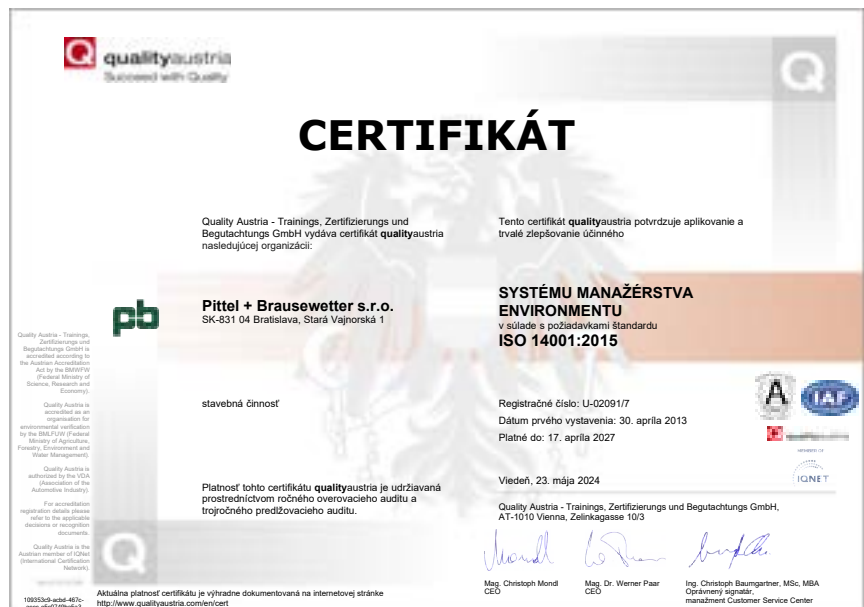 qualityaustria
Succeed with Quality
CERTIFIKÁT
Quality Austria - Trainings, Zertifizierungs und
Begutachtungs GmbH vydáva certifikát qualityaustria
nasledujúcej organizácii:
Pittel + Brausewetter s.r.o.
SK-831 04 Bratislava, Stará Vajnorská 1
stavebná činnosť
Platnosť tohto certifikátu qualityaustria je udržiavaná
prostredníctvom ročného overovacieho auditu a
trojročného predlžovacieho auditu.
Tento certifikát qualityaustria potvrdzuje aplikovanie a
trvalé zlepšovanie účinného
SYSTÉMU MANAŽÉRSTVA
ENVIRONMENTU
v súlade s požiadavkami štandardu
ISO 14001:2015
Registračné číslo: U-02091/7
Dátum prvého vystavenia: 30. apríla 2013
Platné do: 17. apríla 2027
Viedeň, 23. mája 2024
Quality Austria - Trainings, Zertifizierungs und Begutachtungs GmbH,
AT-1010 Vienna, Zelinkagasse 10/3
Mag. Christoph Mondl
CEO
Mag. Dr. Werner Paar
CEO
Ing. Christoph Baumgartner, MSc, MBA
Oprávnený signatár,
manažment Customer Service Center
pb
A
IAF
MEMBER OF
IQNET
Quality Austria - Trainings,
Zertifizierungs und
Begutachtungs GmbH is
accredited according to
the Austrian Accreditation
Act by the BMWFW
(Federal Ministry of
Science, Research and
Economy).
Quality Austria is
accredited as an
organisation for
environmental verification
by the BMLFUW (Federal
Ministry of Agriculture,
Forestry, Environment and
Water Management).
Quality Austria is
authorized by the VDA
(Association of the
Automotive Industry).
For accreditation
registration details please
refer to the applicable
decisions or recognition
documents.
Quality Austria is the
Austrian member of IQNet
(International Certification
Network).
Aktuálna platnosť certifikátu je výhradne dokumentovaná na internetovej stránke
http://www.qualityaustria.com/en/cert